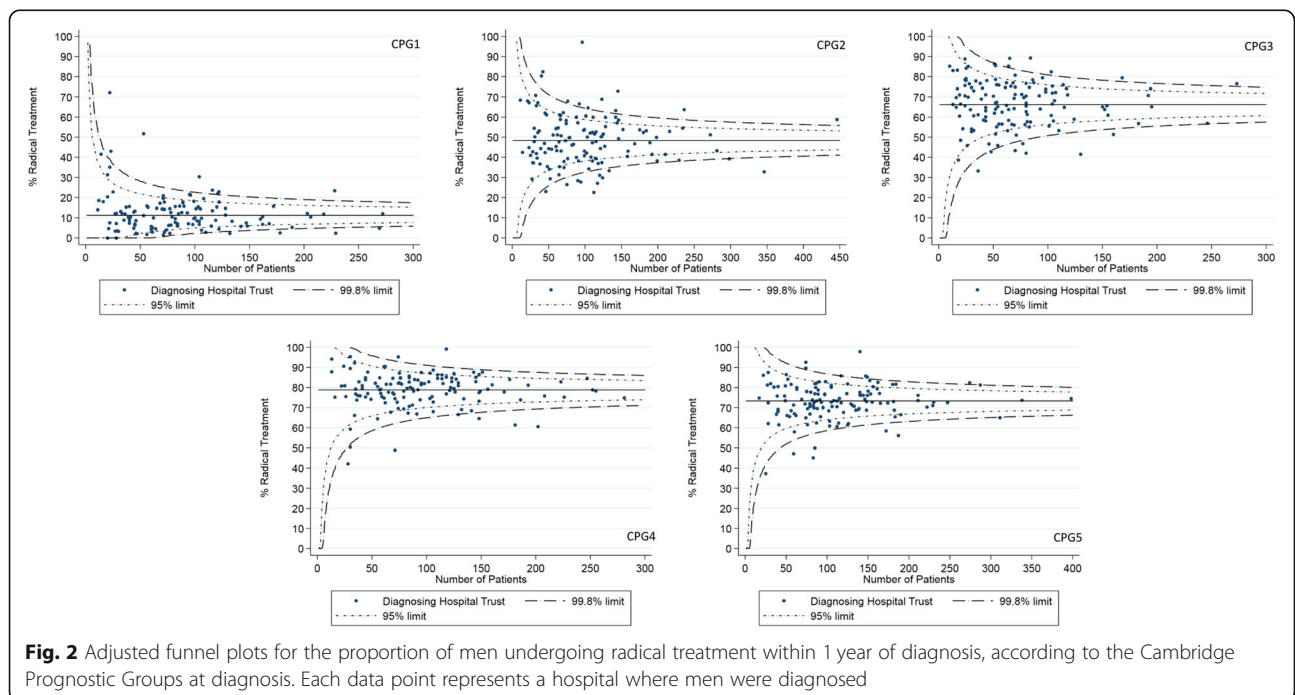 CPG1
% Radical Treatment
100
90
80
70
60
50
40
30
20
10
0
0 50 100 150 200 250 300
Number of Patients
Diagnosing Hospital Trust 99.8% limit
95% limit
CPG2
% Radical Treatment
100
90
80
70
60
50
40
30
20
10
0
0 50 100 150 200 250 300 350 400 450
Number of Patients
Diagnosing Hospital Trust 99.8% limit
95% limit
CPG3
% Radical Treatment
100
90
80
70
60
50
40
30
20
10
0
0 50 100 150 200 250 300
Number of Patients
Diagnosing Hospital Trust 99.8% limit
95% limit
% Radical Treatment
100
90
80
70
60
50
40
30
20
10
0
CPG4
0 50 100 150 200 250 300
Number of Patients
Diagnosing Hospital Trust 99.8% limit
95% limit
% Radical Treatment
100
90
80
70
60
50
40
30
20
10
0
CPG5
0 50 100 150 200 250 300 350 400
Number of Patients
Diagnosing Hospital Trust 99.8% limit
95% limit
Fig. 2 Adjusted funnel plots for the proportion of men undergoing radical treatment within 1 year of diagnosis, according to the Cambridge
Prognostic Groups at diagnosis. Each data point represents a hospital where men were diagnosed